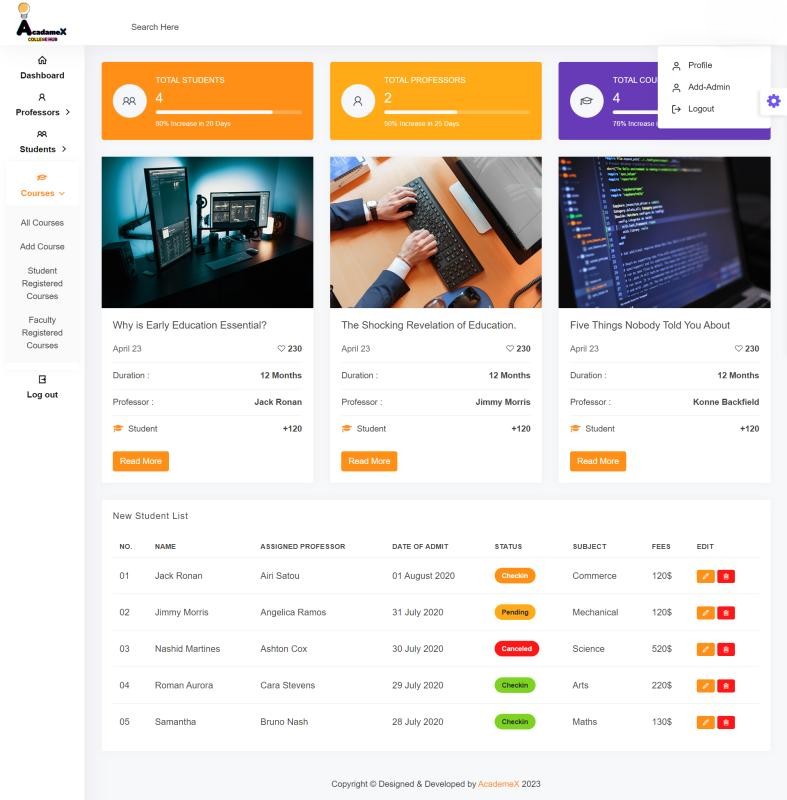 AcadameX
COLLEGE HUB
Search Here
Dashboard
Professors
Students
Courses
All Courses
Add Course
Student
Registered
Courses
Faculty
Registered
Courses
Log out
Profile
Add-Admin
Logout
TOTAL STUDENTS
4
80% Increase in 20 Days
TOTAL PROFESSORS
2
50% Increase in 25 Days
TOTAL COU
4
76% I
Why is Early Education Essential?
April 23 230
Duration : 12 Months
Professor : Jack Ronan
Student +120
Read More
The Shocking Revelation of Education.
April 23 230
Duration : 12 Months
Professor : Jimmy Morris
Student +120
Read More
Five Things Nobody Told You About
April 23 230
Duration : 12 Months
Professor : Konne Backfield
Student +120
Read More
New Student List
NO. NAME ASSIGNED PROFESSOR DATE OF ADMIT STATUS SUBJECT FEES EDIT
01 Jack Ronan Airi Satou 01 August 2020 Checkin Commerce 120$
02 Jimmy Morris Angelica Ramos 31 July 2020 Pending Mechanical 120$
03 Nashid Martines Ashton Cox 30 July 2020 Canceled Science 520$
04 Roman Aurora Cara Stevens 29 July 2020 Checkin Arts 220$
05 Samantha Bruno Nash 28 July 2020 Checkin Maths 130$
Copyright © Designed & Developed by AcademeX 2023